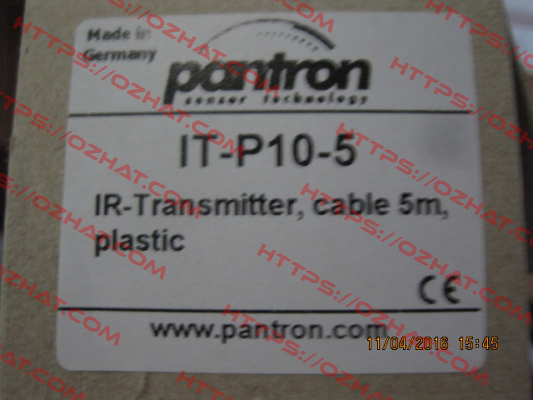 Made in
Germany
pantron
sensor technology
IT-P10-5
IR-Transmitter, cable 5m,
plastic
CE
www.pantron.com
11/04/2016 15:45
HTTPS://OZHAT.COM